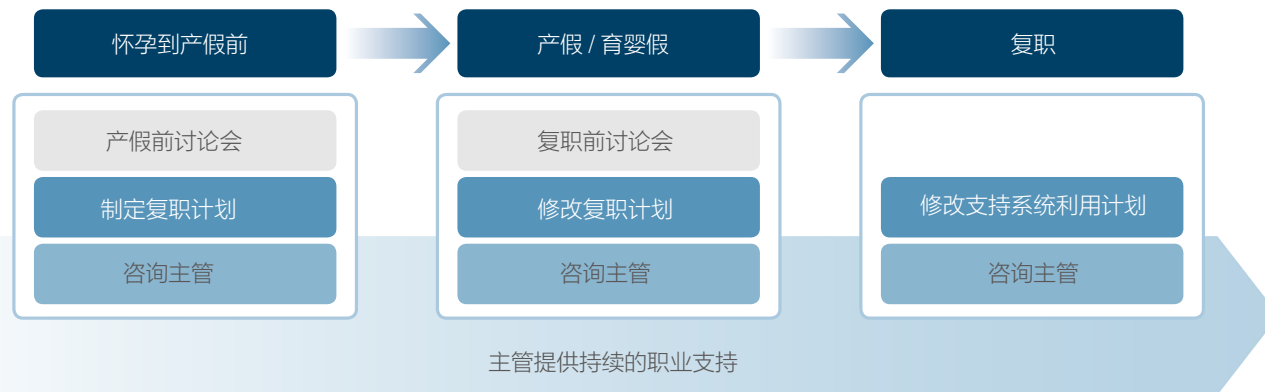 怀孕到产假前
产假 / 育婴假
复职
产假前讨论会
制定复职计划
咨询主管
复职前讨论会
修改复职计划
咨询主管
修改支持系统利用计划
咨询主管
主管提供持续的职业支持